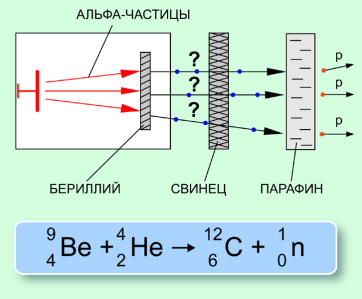 АЛЬФА-ЧАСТИЦЫ
?
?
?
p
p
p
БЕРИЛЛИЙ СВИНЕЦ ПАРАФИН
⁹₄Be + ⁴₂He → ¹²₆C + ¹₀n